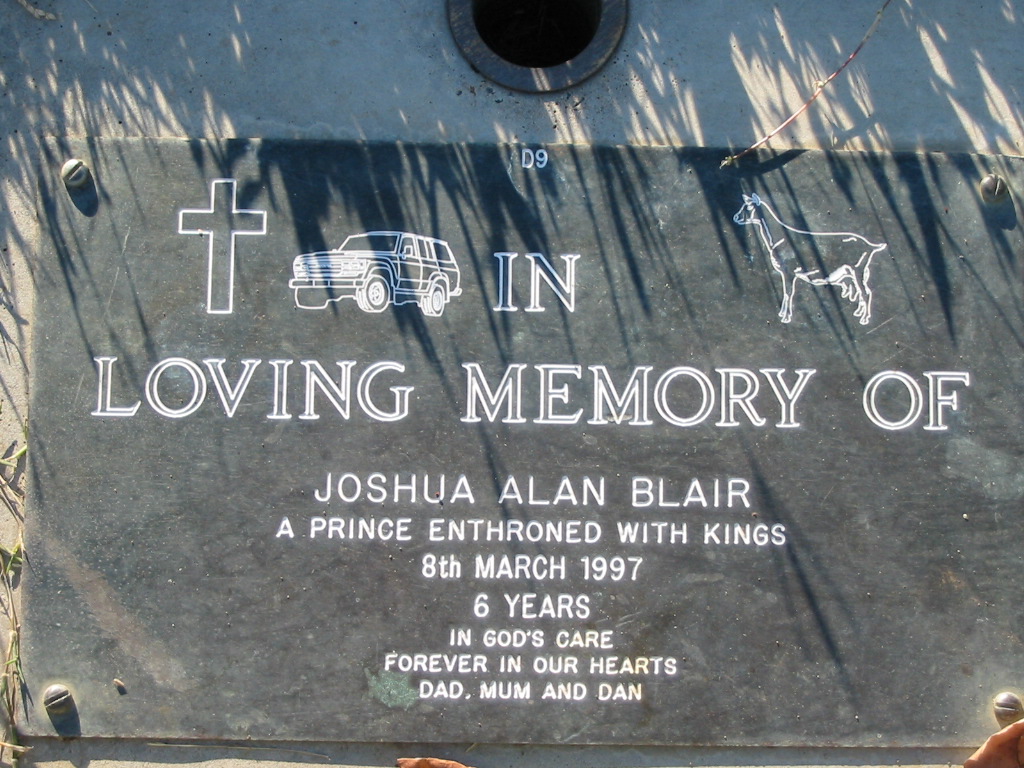 D9
IN
LOVING MEMORY OF
JOSHUA ALAN BLAIR
A PRINCE ENTHRONED WITH KINGS
8th MARCH 1997
6 YEARS
IN GOD'S CARE
FOREVER IN OUR HEARTS
DAD, MUM AND DAN